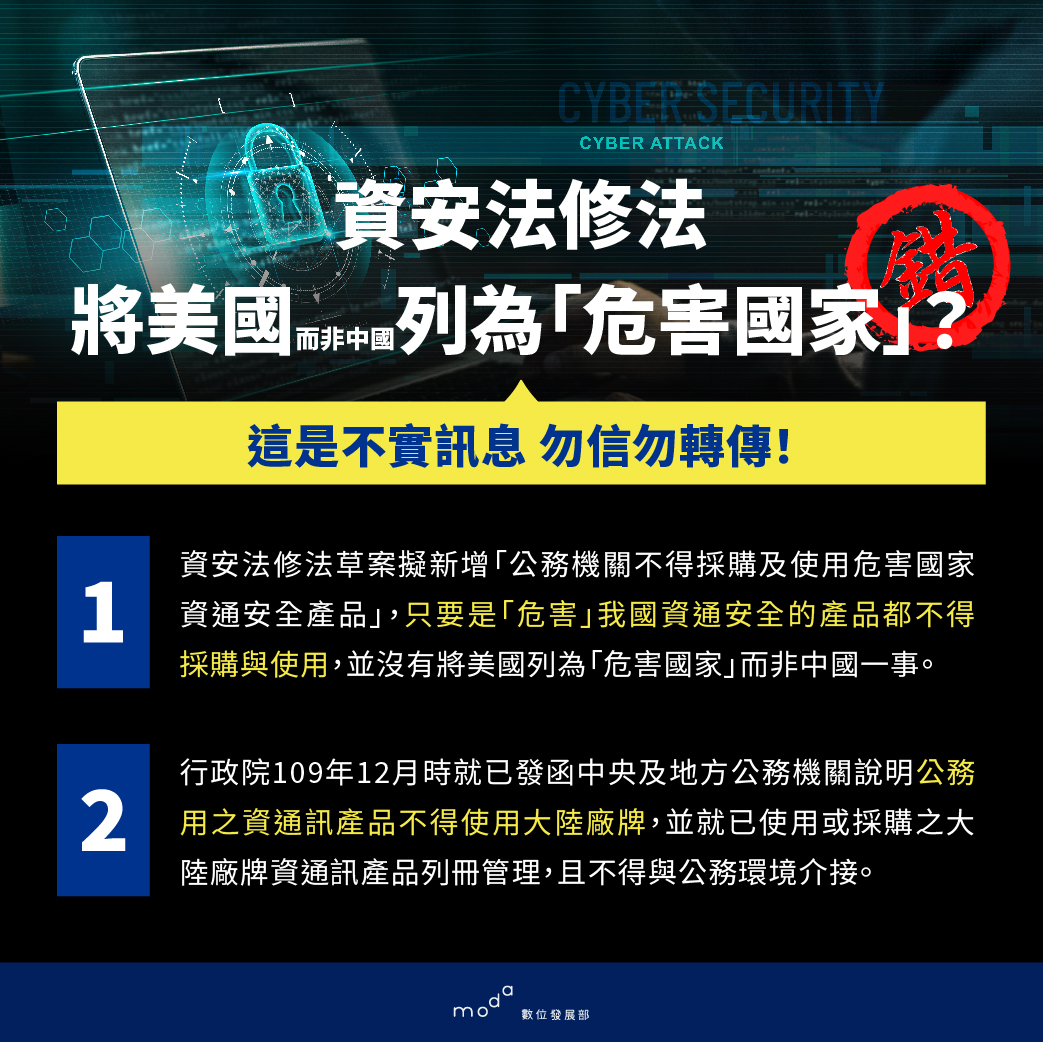 CYBER SECURITY
CYBER ATTACK
資安法修法
錯
將美國而非中國列為「危害國家」?
這是不實訊息 勿信勿轉傳!
1
資安法修法草案擬新增「公務機關不得採購及使用危害國家
資通安全產品」,只要是「危害」我國資通安全的產品都不得
採購與使用,並沒有將美國列為「危害國家」而非中國一事。
2
行政院109年12月時就已發函中央及地方公務機關說明公務
用之資通訊產品不得使用大陸廠牌,並就已使用或採購之大
陸廠牌資通訊產品列冊管理,且不得與公務環境介接。
moda 數位發展部